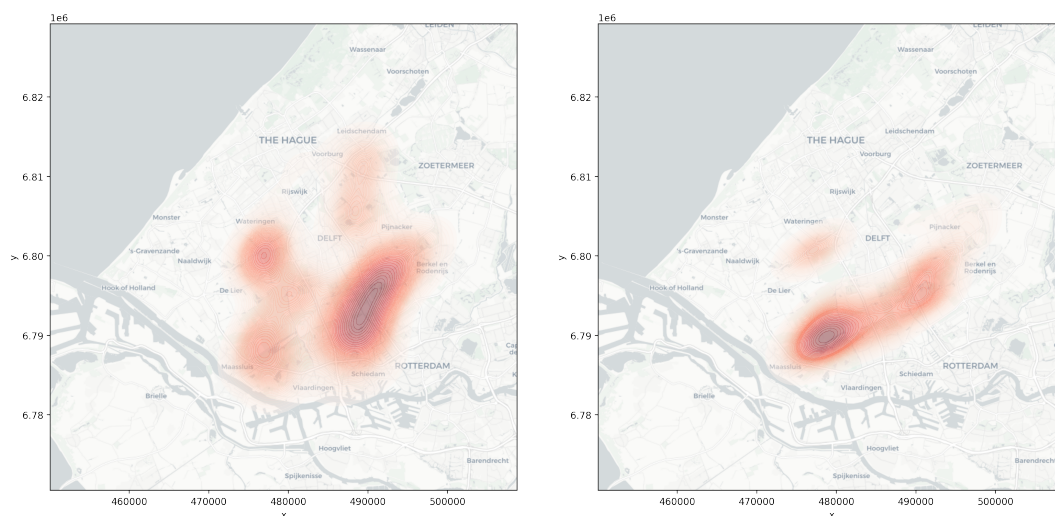 1e6
LEIDEN
Wassenaar
Voorschoten
6.82
Leidschendam
THE HAGUE
Voorburg
ZOETERMEER
6.81
Rijswijk
Monster
Wateringen
Pijnacker
DELFT
's-Gravenzande
6.80
y
Naaldwijk
Berkel en
Rodenrijs
Hook of Holland
De Lier
6.79
Maassluis
ROTTERDAM
Schiedam
Vlaardingen
Brielle
6.78
Hoogvliet
Barendrecht
Spijkenisse
460000 470000 480000 490000 500000
x
1e6
LEIDEN
Wassenaar
Voorschoten
6.82
Leidschendam
THE HAGUE
Voorburg
ZOETERMEER
6.81
Rijswijk
Monster
Wateringen
Pijnacker
DELFT
's-Gravenzande
6.80
y
Naaldwijk
Berkel en
Rodenrijs
Hook of Holland
De Lier
6.79
Maassluis
ROTTERDAM
Schiedam
Vlaardingen
Brielle
6.78
Hoogvliet
Barendrecht
Spijkenisse
460000 470000 480000 490000 500000
x